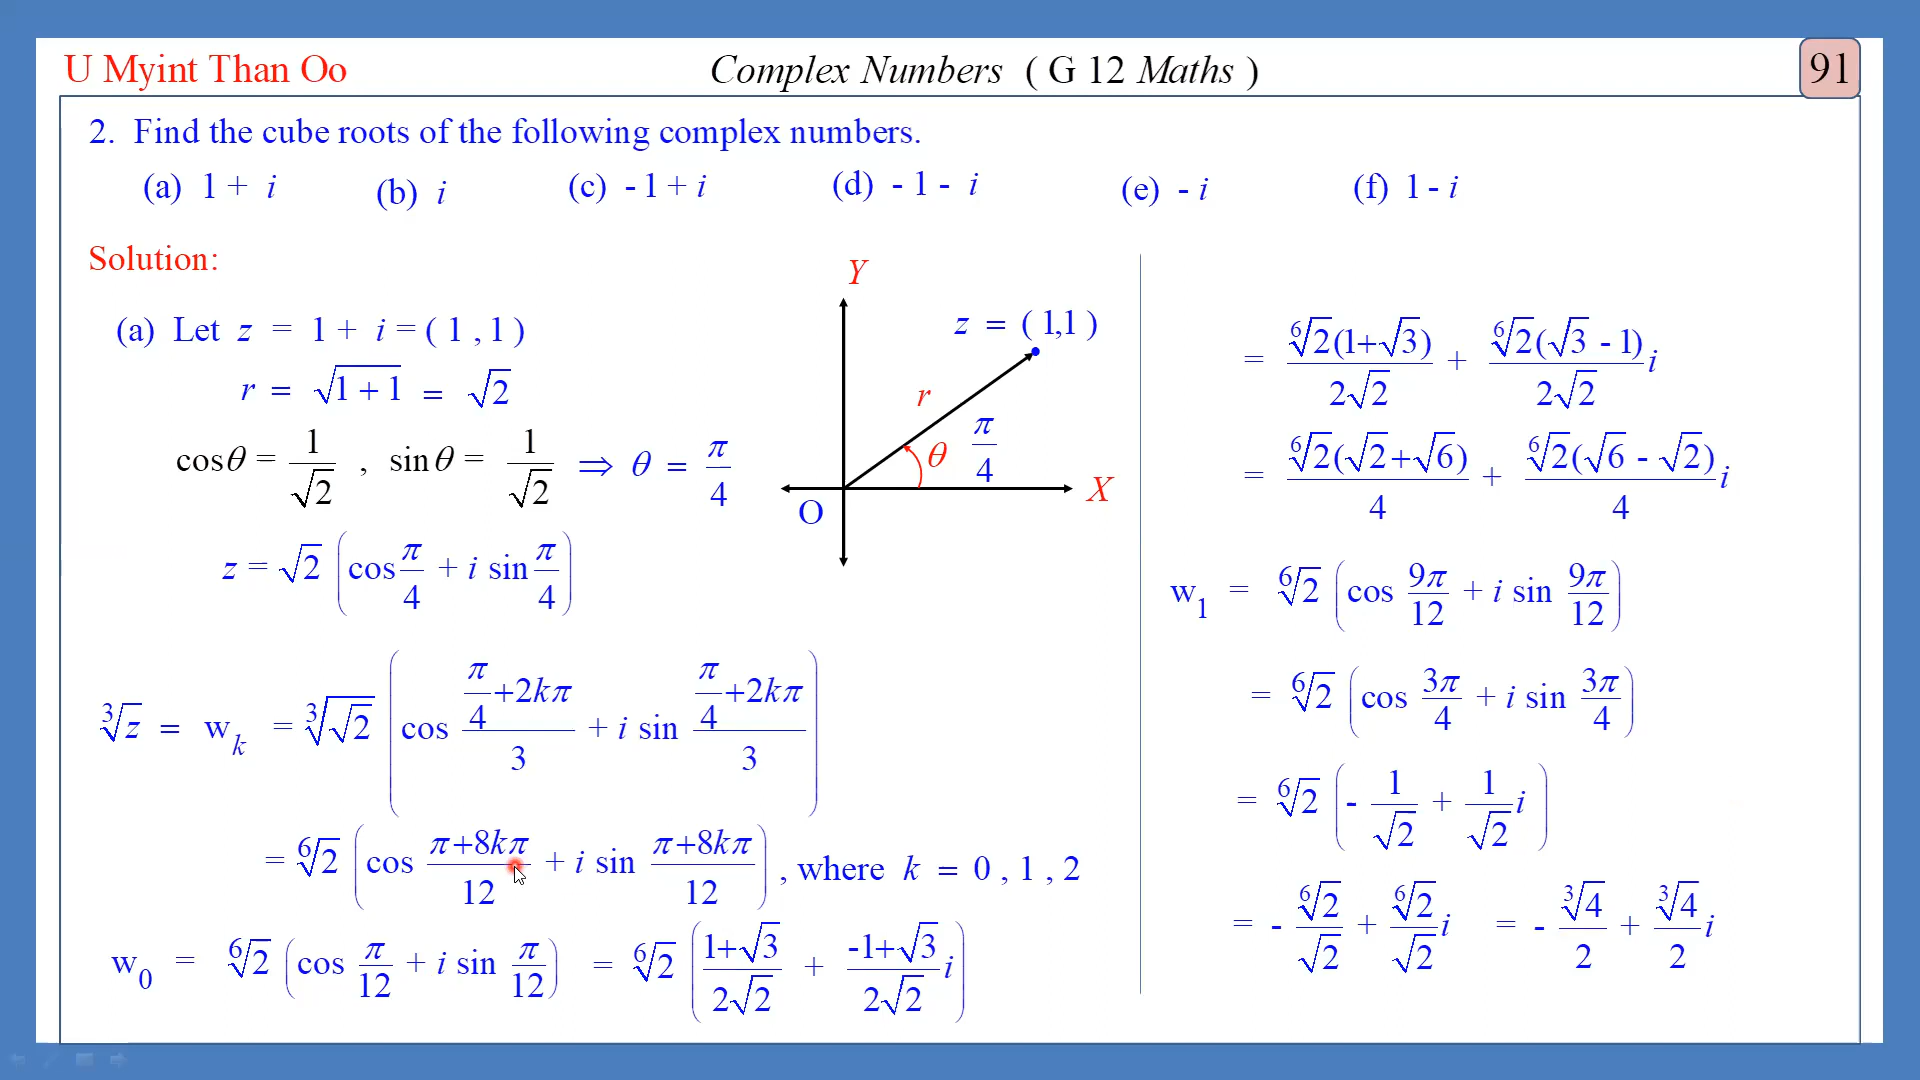 U Myint Than Oo
Complex Numbers ( G 12 Maths )
91
2. Find the cube roots of the following complex numbers.
(a) 1 + i (b) i (c) - 1 + i (d) - 1 - i (e) - i (f) 1 - i
Solution:
(a) Let z = 1 + i = ( 1 , 1 )
r = √(1 + 1) = √2
cosθ = 1/√2 , sinθ = 1/√2 ⇒ θ = π/4
z = √2 (cos π/4 + i sin π/4)
∛z = w_k = ∛√2 (cos (π/4+2kπ)/3 + i sin (π/4+2kπ)/3)
= ⁶√2 (cos (π+8kπ)/12 + i sin (π+8kπ)/12) , where k = 0 , 1 , 2
w₀ = ⁶√2 (cos π/12 + i sin π/12) = ⁶√2 ((1+√3)/(2√2) + (-1+√3)/(2√2) i)
Y
z = ( 1,1 )
r
θ π/4
X
O
= ⁶√2(1+√3)/(2√2) + ⁶√2(√3 - 1)/(2√2) i
= ⁶√2(√2+√6)/4 + ⁶√2(√6 - √2)/4 i
w₁ = ⁶√2 (cos 9π/12 + i sin 9π/12)
= ⁶√2 (cos 3π/4 + i sin 3π/4)
= ⁶√2 (- 1/√2 + 1/√2 i)
= - ⁶√2/√2 + ⁶√2/√2 i = - ∛4/2 + ∛4/2 i